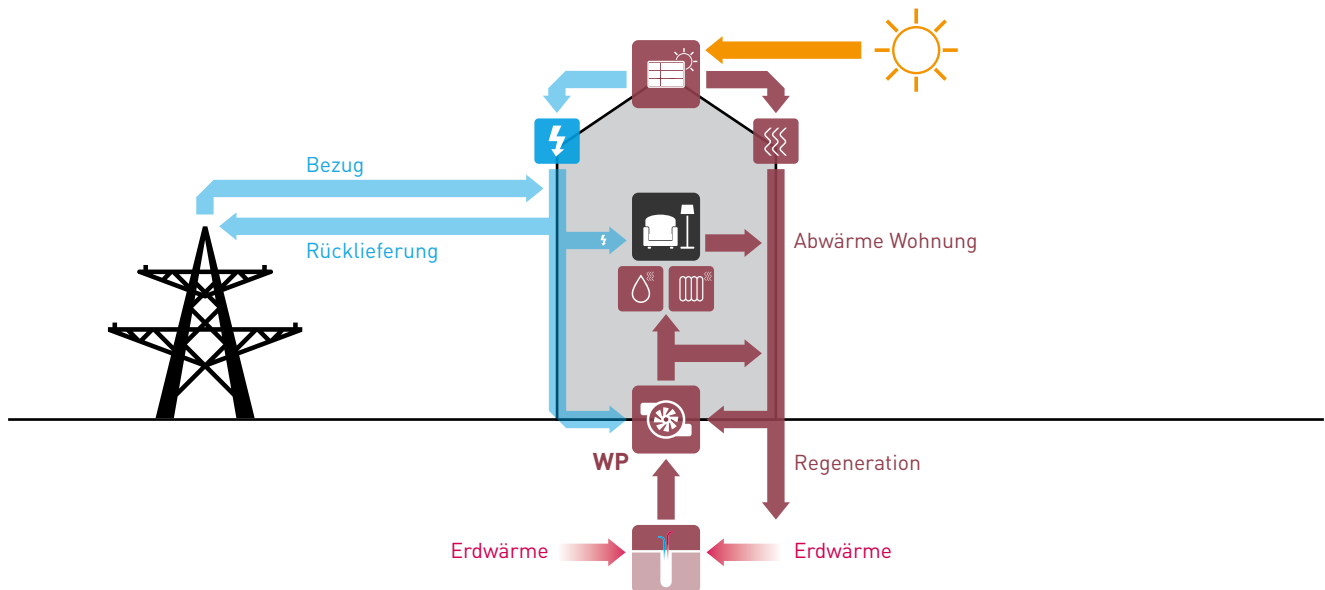 Bezug
Rücklieferung
Abwärme Wohnung
WP
Regeneration
Erdwärme
Erdwärme